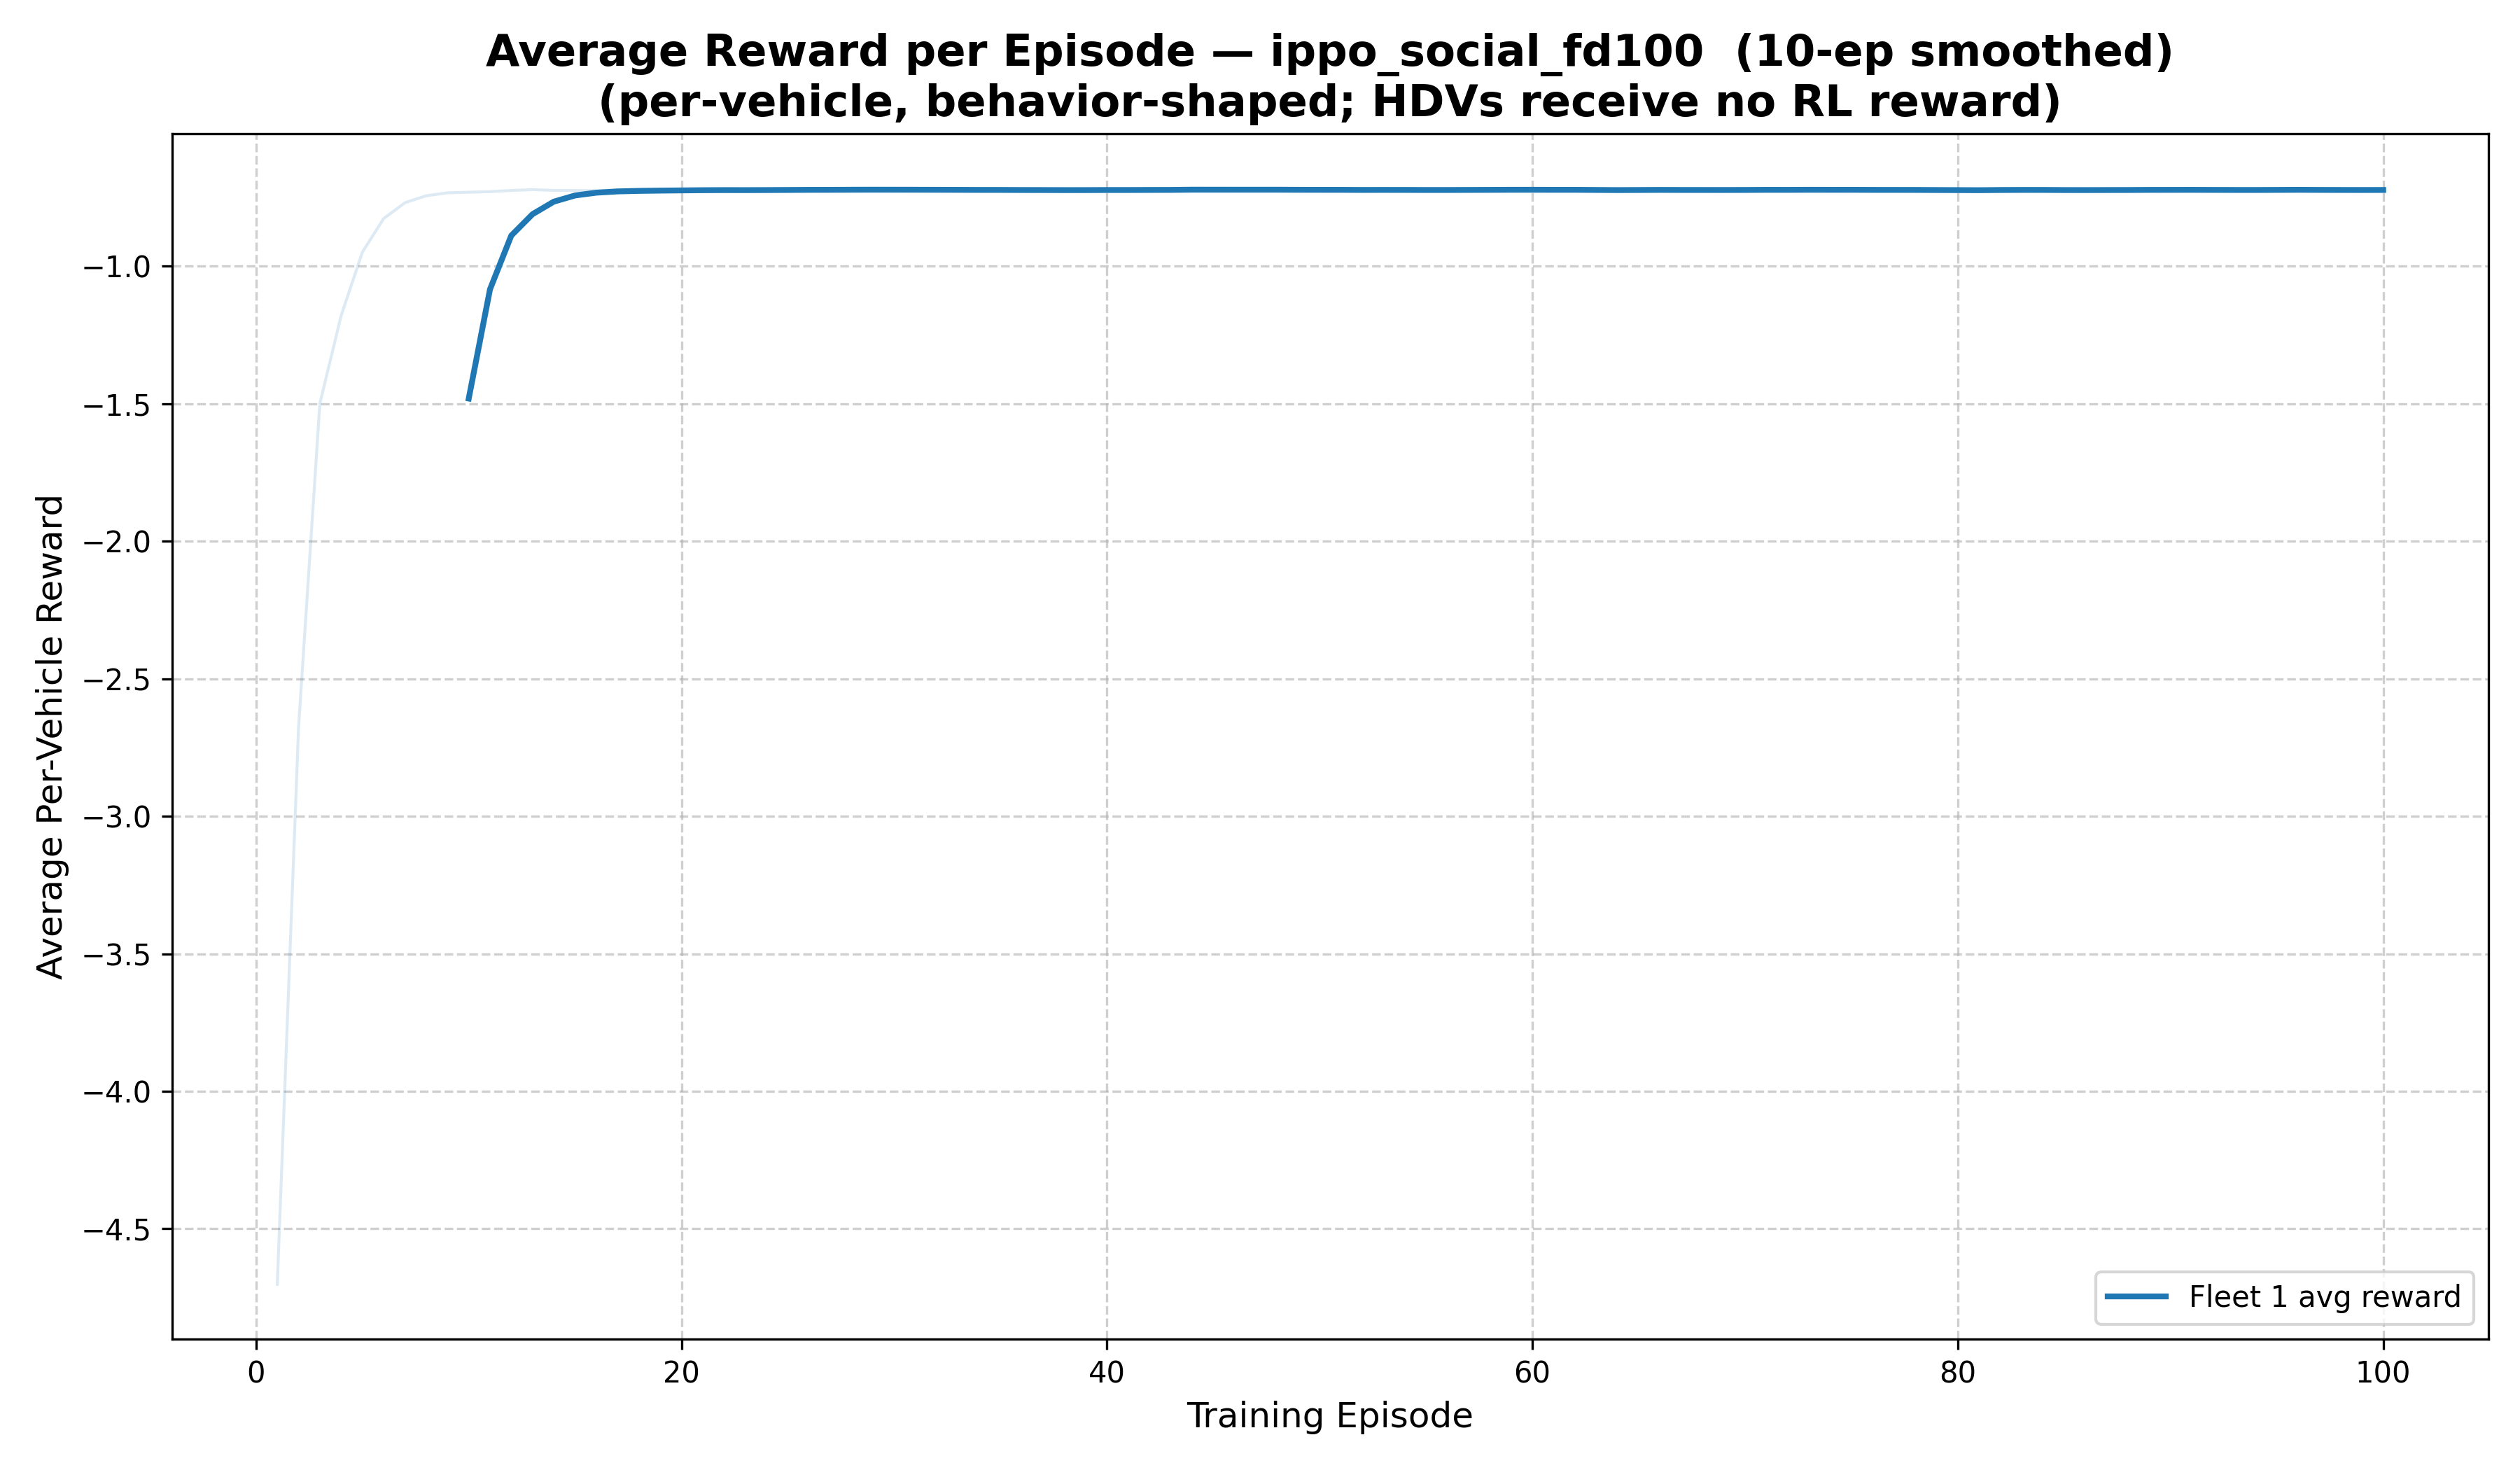 Average Reward per Episode — ippo_social_fd100  (10-ep smoothed)
(per-vehicle, behavior-shaped; HDVs receive no RL reward)
Average Per-Vehicle Reward
−1.0
−1.5
−2.0
−2.5
−3.0
−3.5
−4.0
−4.5
Fleet 1 avg reward
0
20
40
60
80
100
Training Episode